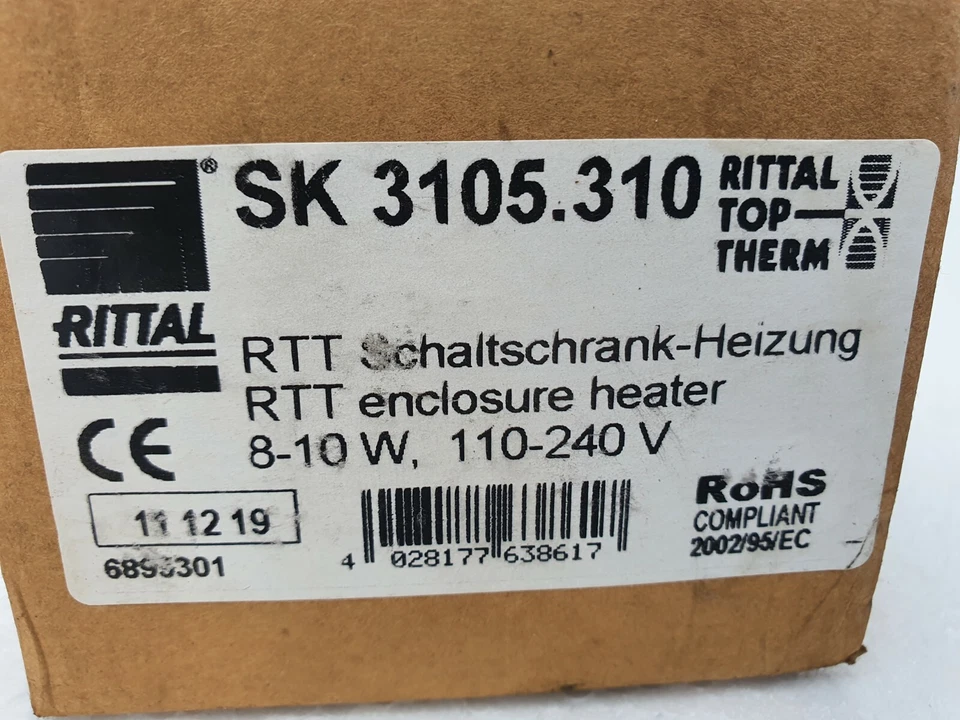 SK 3105.310
RITTAL
TOP
THERM
®
RITTAL
RTT Schaltschrank-Heizung
RTT enclosure heater
8-10 W, 110-240 V
CE
11 12 19
4 028177 638617
RoHS
COMPLIANT
2002/95/EC